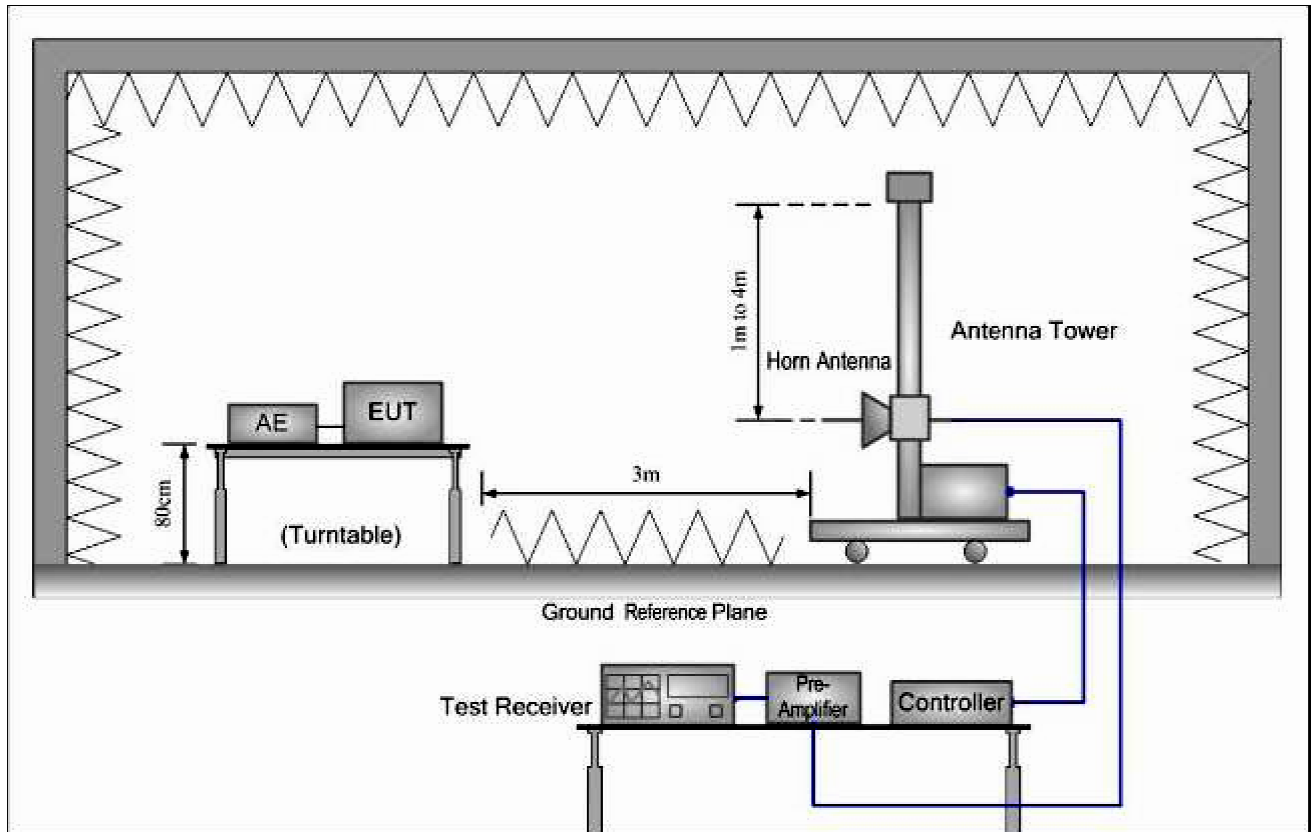 1m to 4m
Antenna Tower
Horn Antenna
AE
EUT
3m
80cm
(Turntable)
Ground Reference Plane
Test Receiver
Pre-
Amplifier
Controller